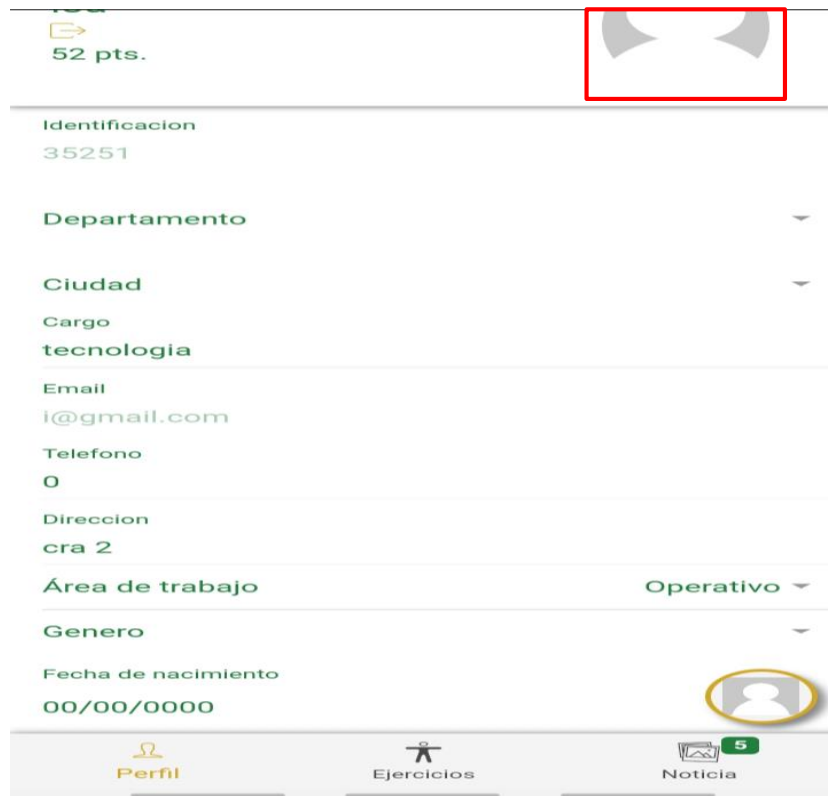 52 pts.
Identificacion
35251
Departamento
Ciudad
Cargo
tecnologia
Email
i@gmail.com
Telefono
0
Direccion
cra 2
Área de trabajo Operativo
Genero
Fecha de nacimiento
00/00/0000
5
Perfil Ejercicios Noticia